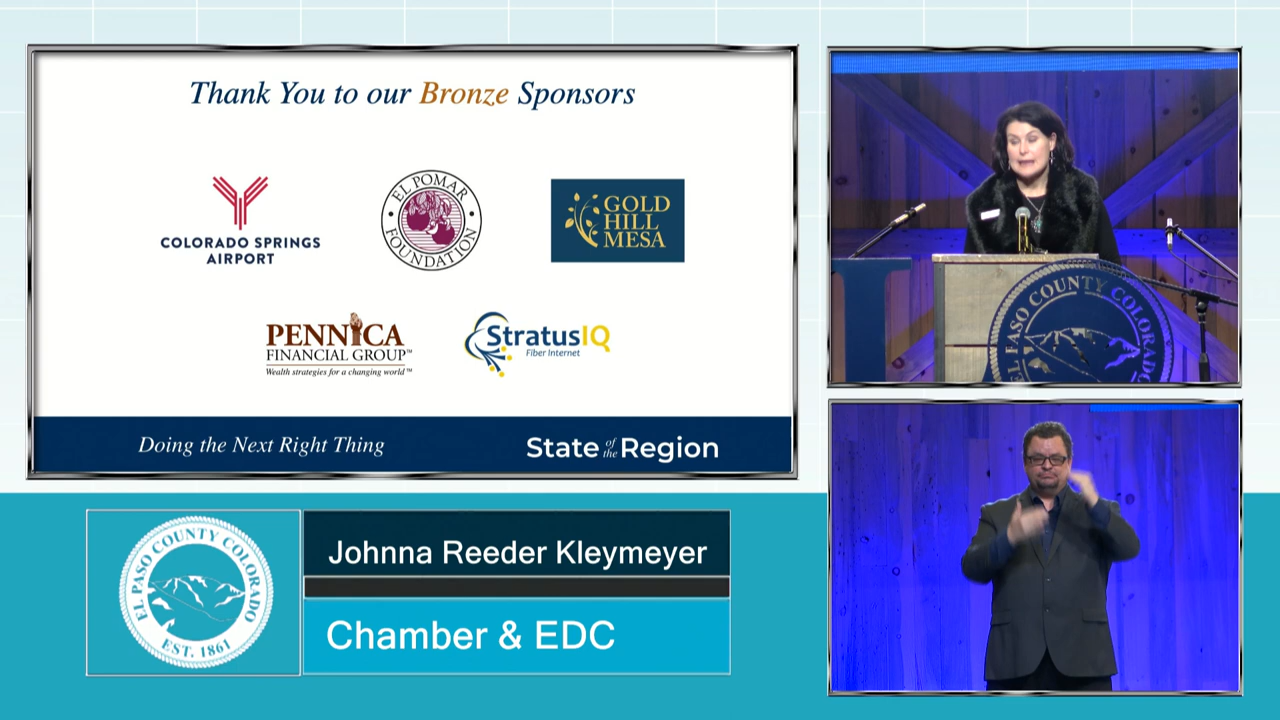 Thank You to our Bronze Sponsors
COLORADO SPRINGS
AIRPORT
EL POMAR
FOUNDATION
GOLD
HILL
MESA
PENNICA
FINANCIAL GROUP™
Wealth strategies for a changing world™
StratusIQ
Fiber Internet
Doing the Next Right Thing
State of the Region
EL PASO COUNTY COLORADO
EL PASO COUNTY COLORADO
EST. 1861
Johnna Reeder Kleymeyer
Chamber & EDC